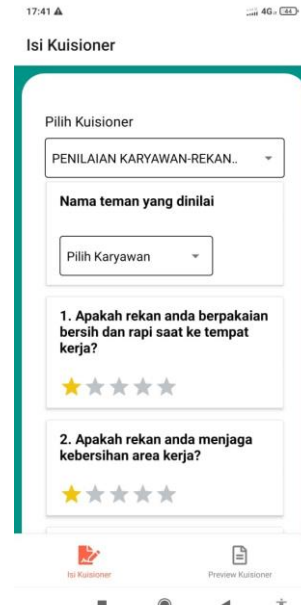 17:41
4G
44
Isi Kuisioner
Pilih Kuisioner
PENILAIAN KARYAWAN-REKAN..
Nama teman yang dinilai
Pilih Karyawan
1. Apakah rekan anda berpakaian
bersih dan rapi saat ke tempat
kerja?
2. Apakah rekan anda menjaga
kebersihan area kerja?
Isi Kuisioner
Preview Kuisioner